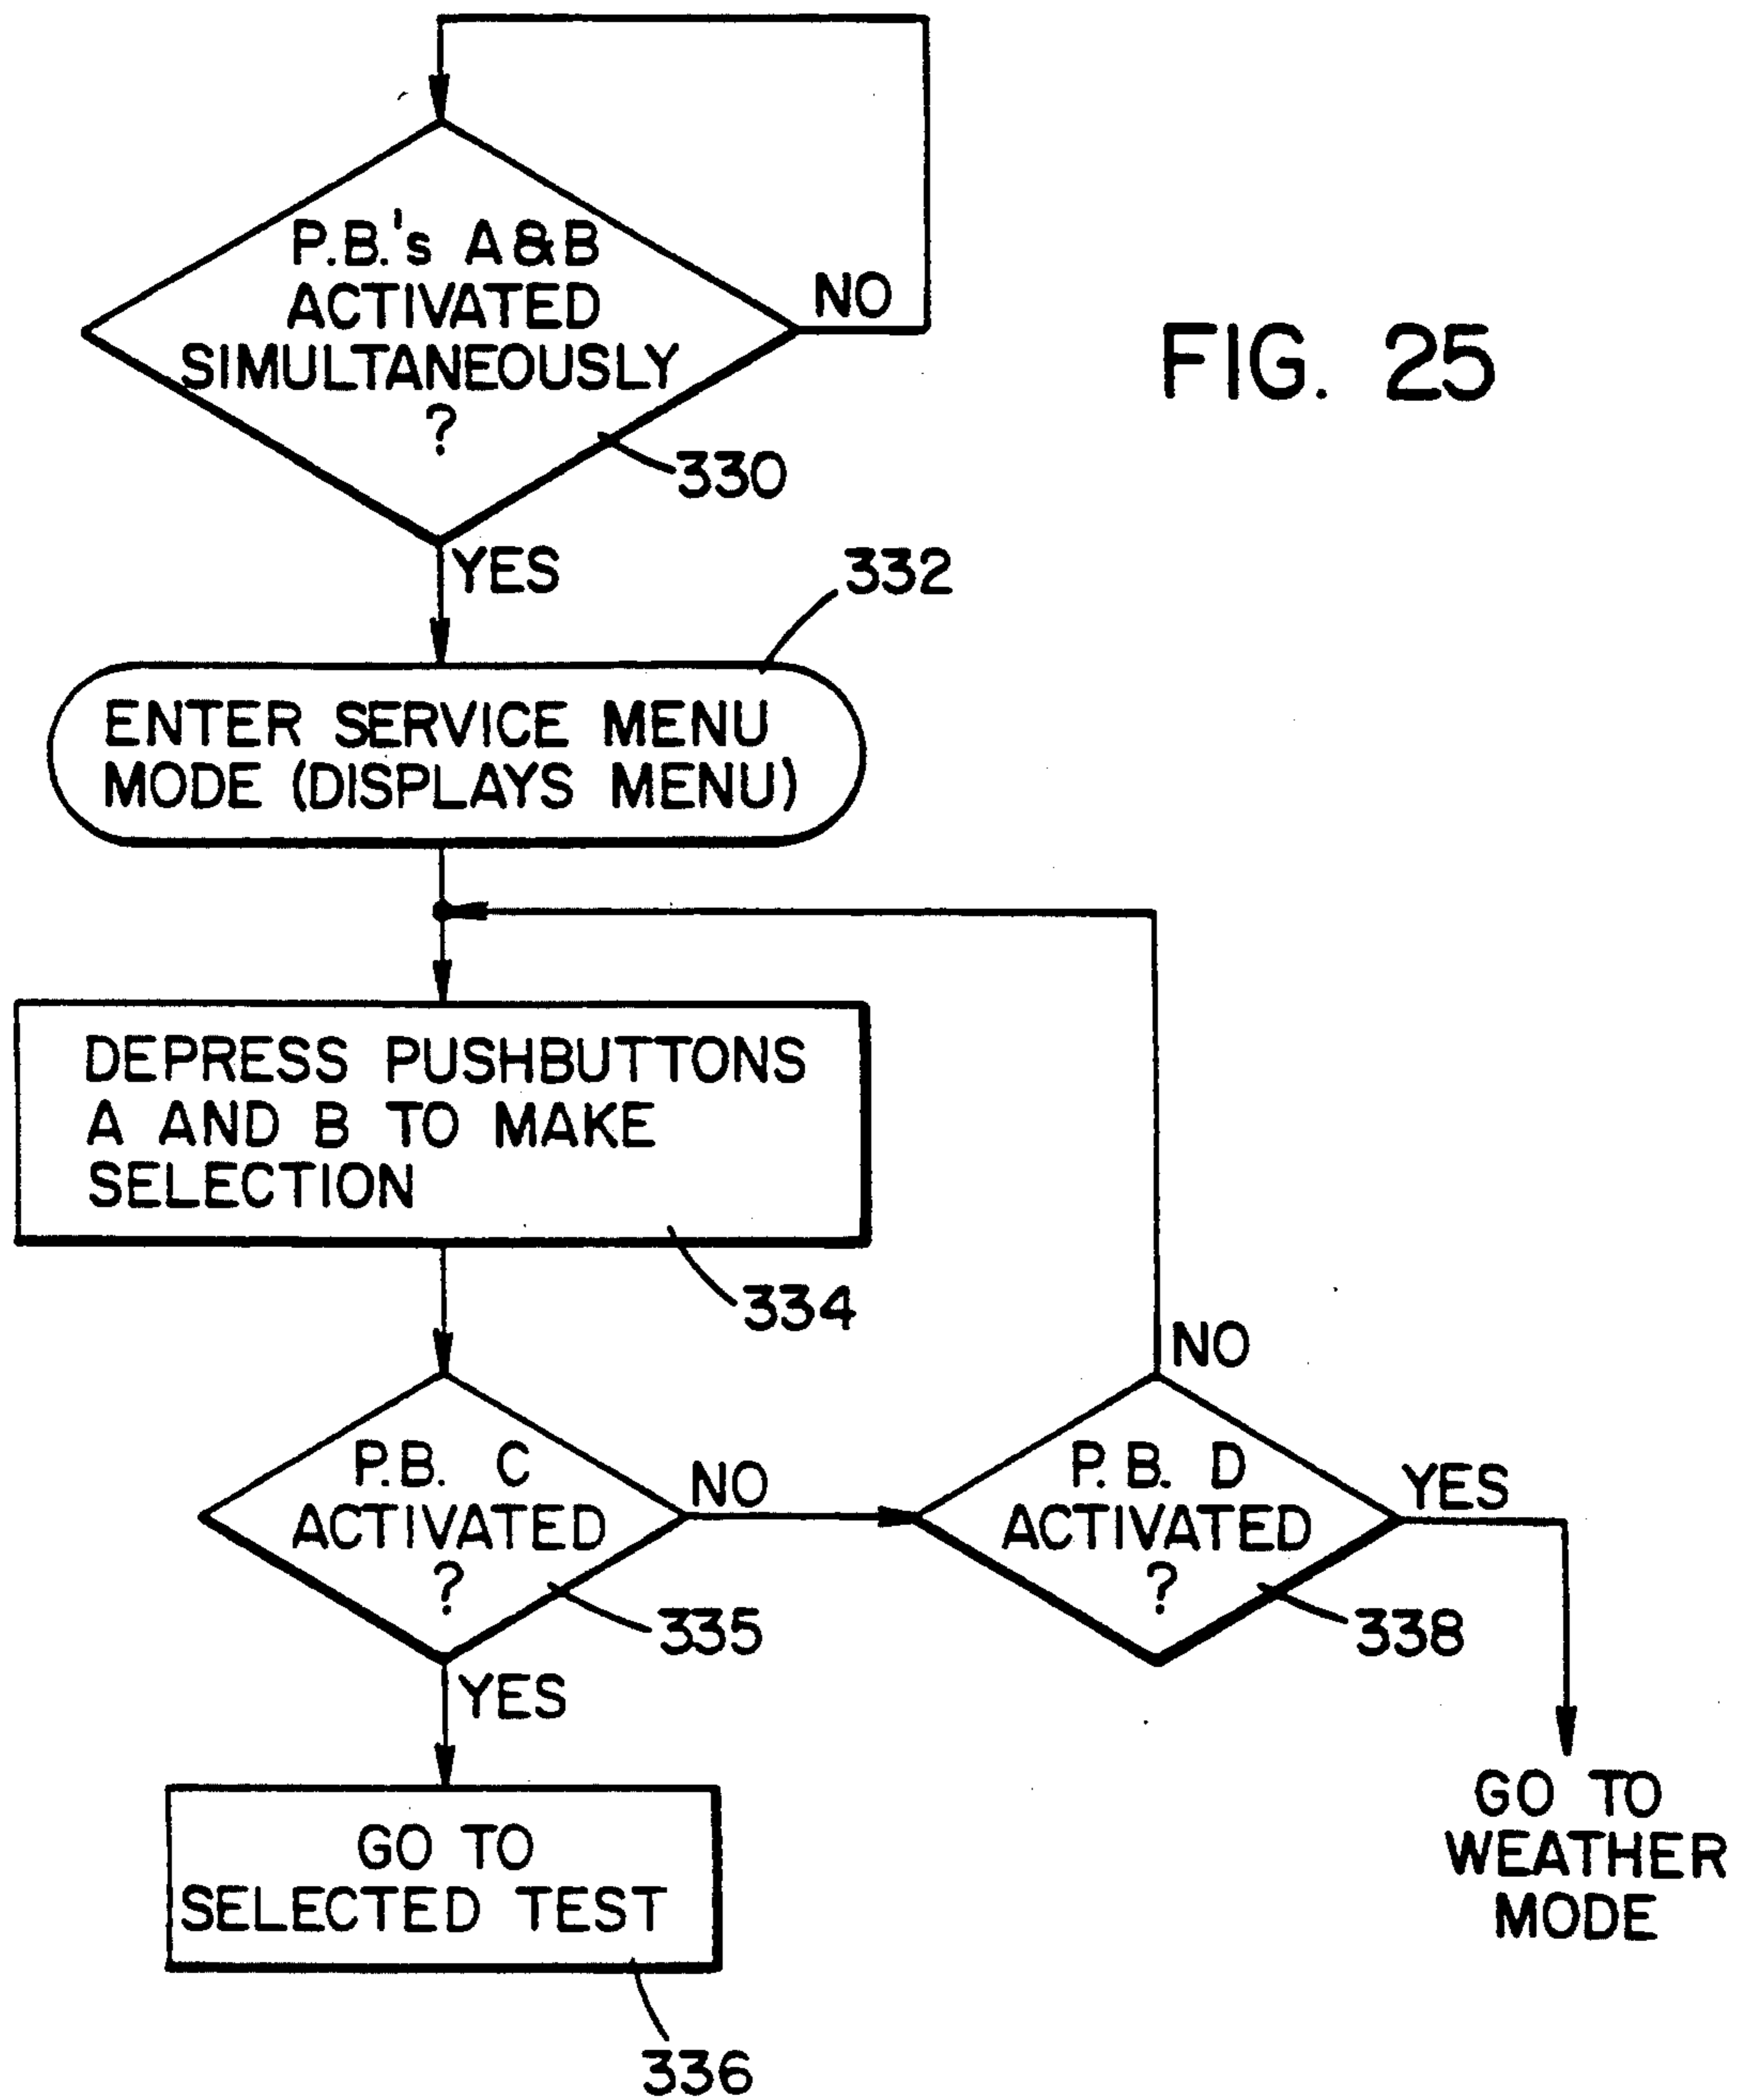 P.B.'s A&B
ACTIVATED
SIMULTANEOUSLY
?
NO
FIG. 25
330
YES
332
ENTER SERVICE MENU
MODE (DISPLAYS MENU)
DEPRESS PUSHBUTTONS
A AND B TO MAKE
SELECTION
334
P.B. C
ACTIVATED
?
NO
335
YES
NO
P. B. D
ACTIVATED
?
YES
338
GO TO
SELECTED TEST
336
GO TO
WEATHER
MODE